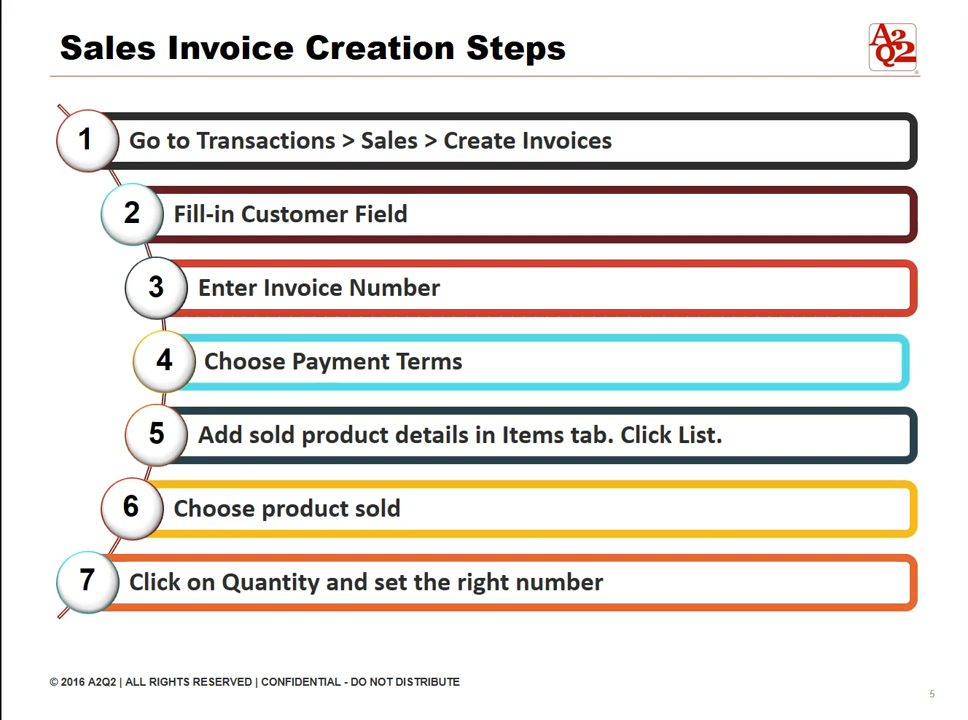 Sales Invoice Creation Steps
A2Q2
1 Go to Transactions > Sales > Create Invoices
2 Fill-in Customer Field
3 Enter Invoice Number
4 Choose Payment Terms
5 Add sold product details in Items tab. Click List.
6 Choose product sold
7 Click on Quantity and set the right number
© 2016 A2Q2 | ALL RIGHTS RESERVED | CONFIDENTIAL - DO NOT DISTRIBUTE
5